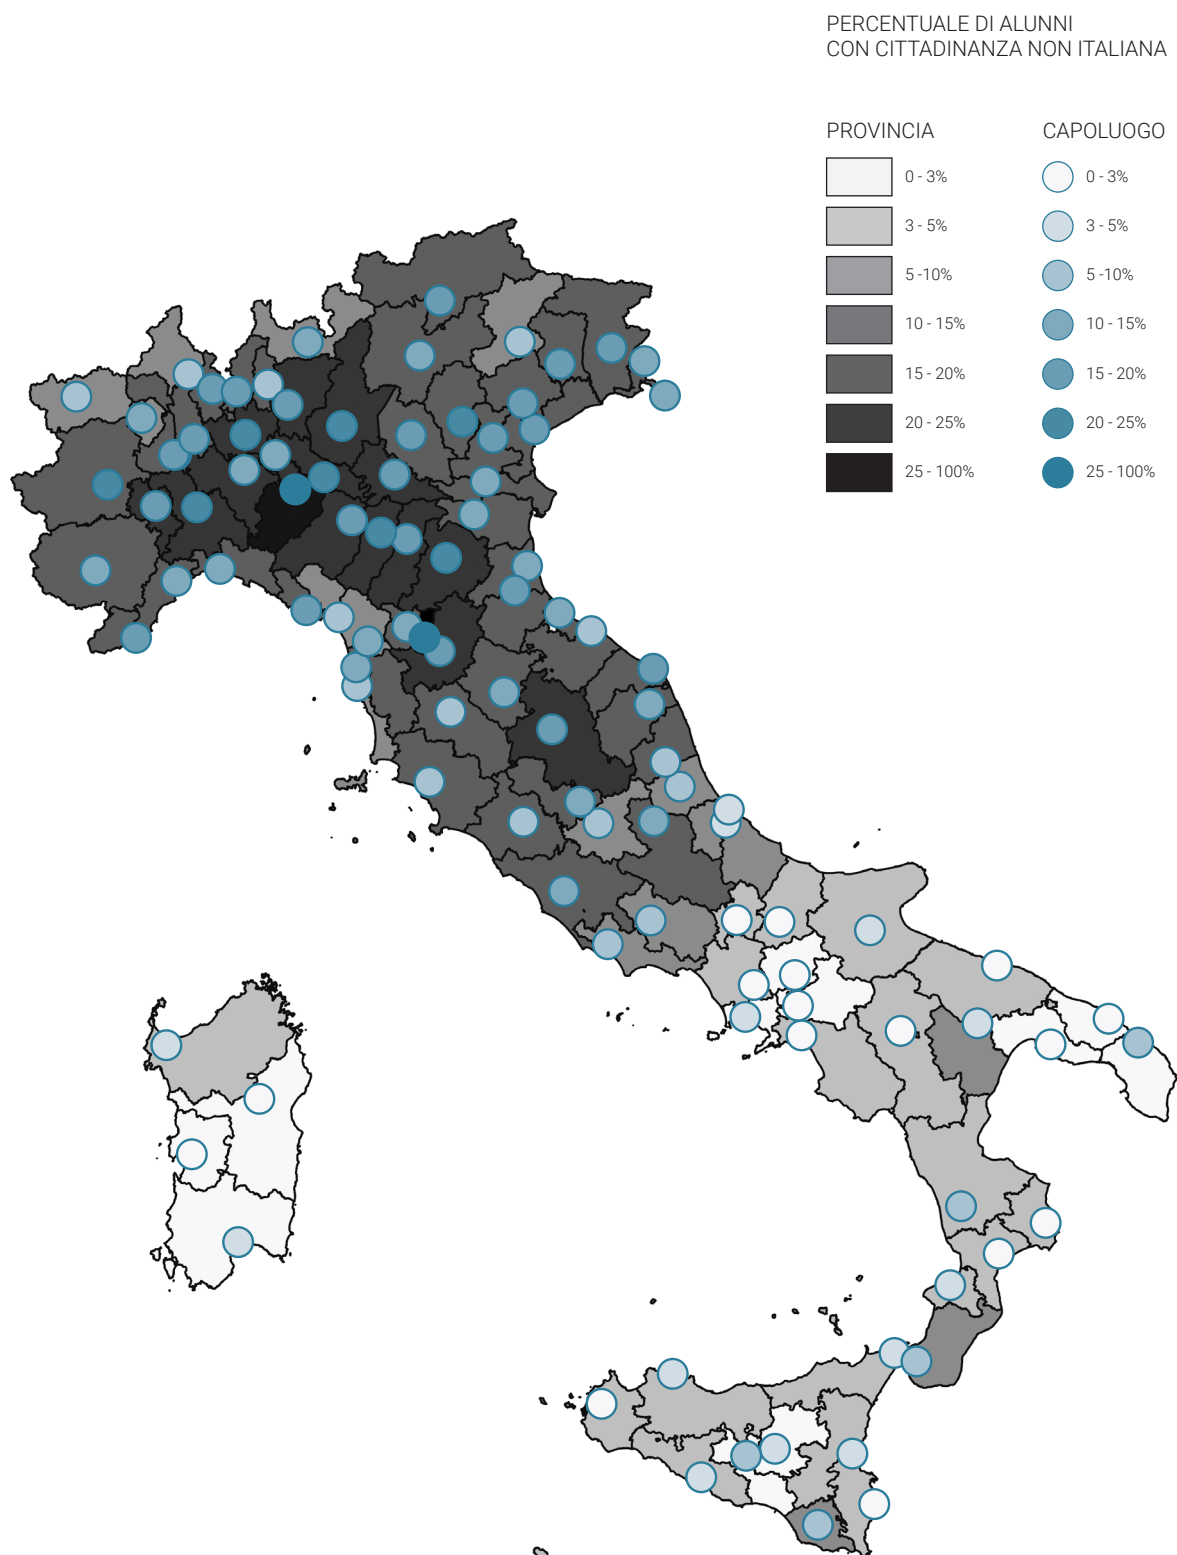 PERCENTUALE DI ALUNNI
CON CITTADINANZA NON ITALIANA
PROVINCIA
0 - 3%
3 - 5%
5 -10%
10 - 15%
15 - 20%
20 - 25%
25 - 100%
CAPOLUOGO
0 - 3%
3 - 5%
5 -10%
10 - 15%
15 - 20%
20 - 25%
25 - 100%